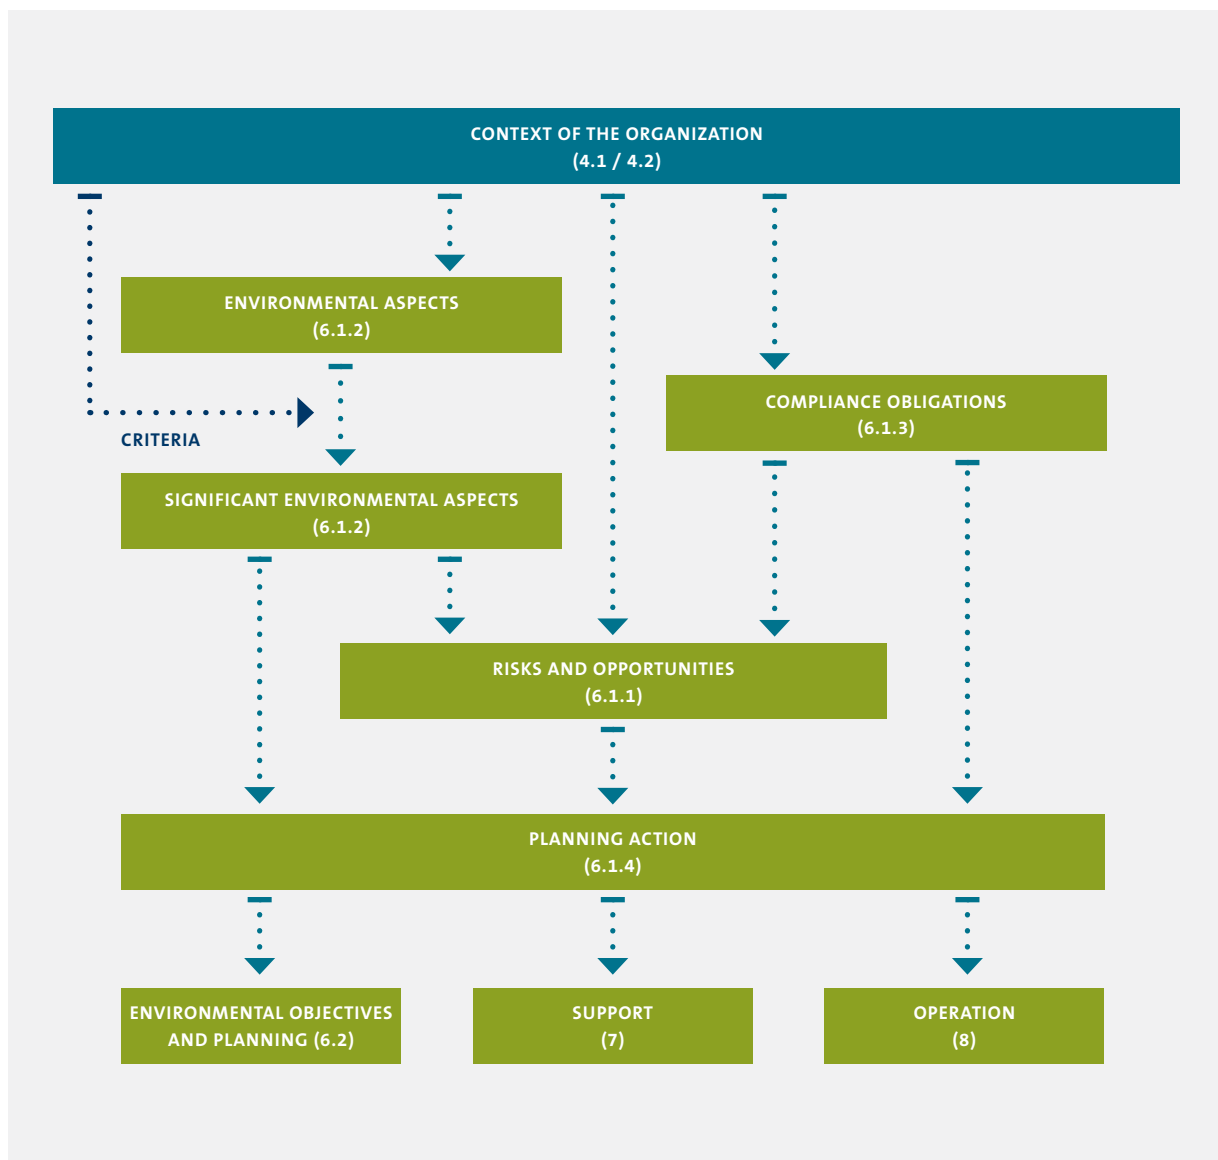 CONTEXT OF THE ORGANIZATION
(4.1 / 4.2)
ENVIRONMENTAL ASPECTS
(6.1.2)
COMPLIANCE OBLIGATIONS
(6.1.3)
CRITERIA
SIGNIFICANT ENVIRONMENTAL ASPECTS
(6.1.2)
RISKS AND OPPORTUNITIES
(6.1.1)
PLANNING ACTION
(6.1.4)
ENVIRONMENTAL OBJECTIVES
AND PLANNING (6.2)
SUPPORT
(7)
OPERATION
(8)